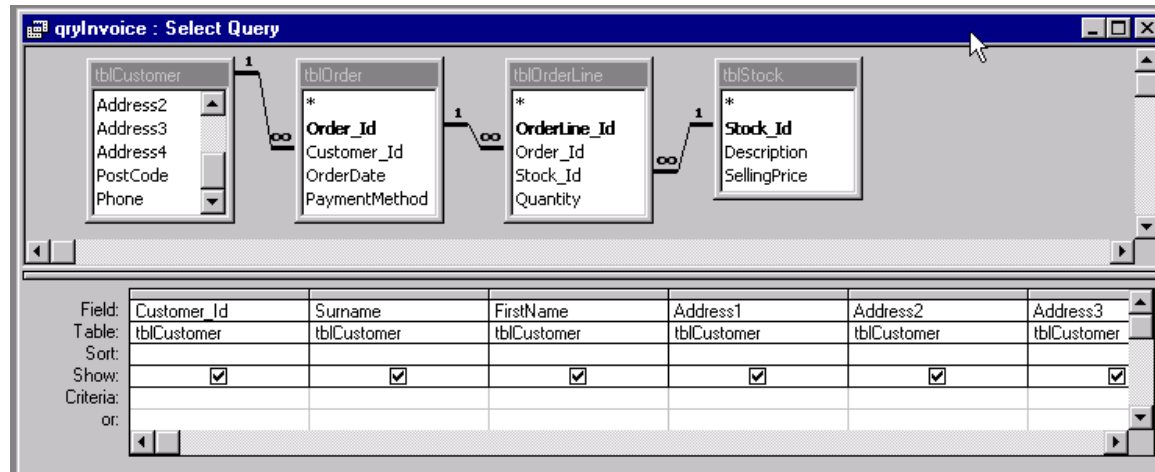 qryInvoice : Select Query
tblCustomer
Address2
Address3
Address4
PostCode
Phone
1
∞
tblOrder
*
Order_Id
Customer_Id
OrderDate
PaymentMethod
1
∞
tblOrderLine
*
OrderLine_Id
Order_Id
Stock_Id
Quantity
∞
1
tblStock
*
Stock_Id
Description
SellingPrice
Field: Customer_Id Surname FirstName Address1 Address2 Address3
Table: tblCustomer tblCustomer tblCustomer tblCustomer tblCustomer tblCustomer
Sort:
Show:
Criteria:
or: